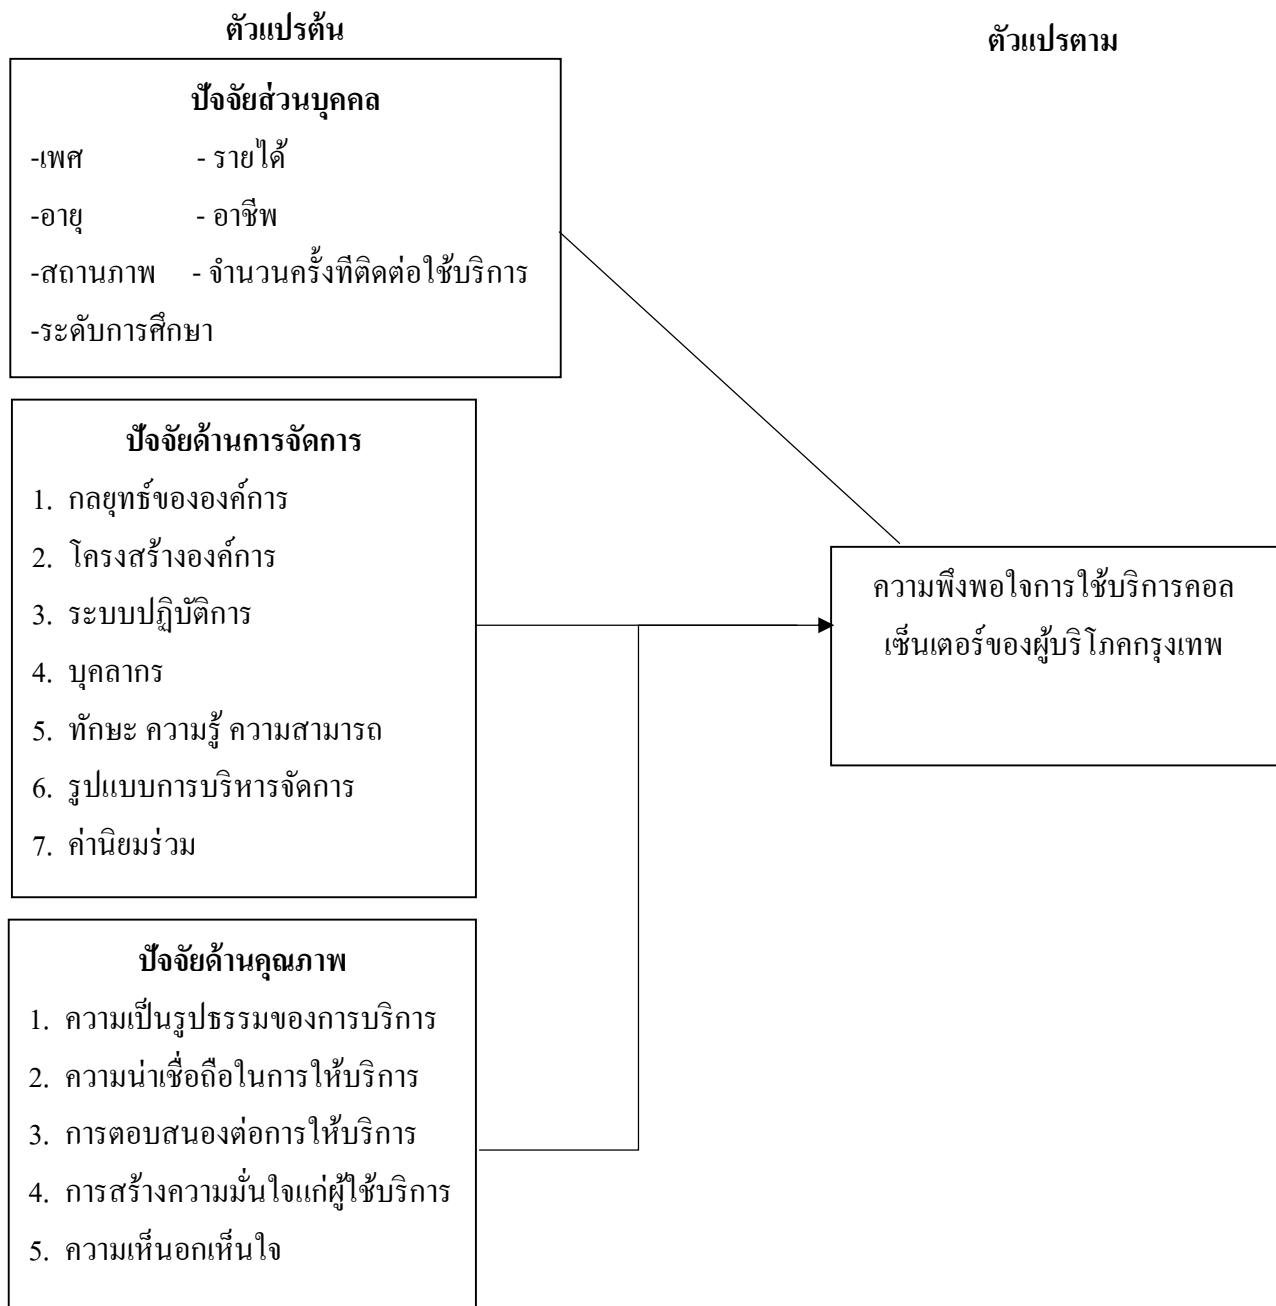 ตัวแปรต้น
ตัวแปรตาม
ปัจจัยส่วนบุคคล
-เพศ - รายได้
-อายุ - อาชีพ
-สถานภาพ - จำนวนครั้งที่ติดต่อใช้บริการ
-ระดับการศึกษา
ปัจจัยด้านการจัดการ
1. กลยุทธ์ขององค์การ
2. โครงสร้างองค์การ
3. ระบบปฏิบัติการ
4. บุคลากร
5. ทักษะ ความรู้ ความสามารถ
6. รูปแบบการบริหารจัดการ
7. ค่านิยมร่วม
ความพึงพอใจการใช้บริการคอล
เซ็นเตอร์ของผู้บริโภคกรุงเทพ
ปัจจัยด้านคุณภาพ
1. ความเป็นรูปธรรมของการบริการ
2. ความน่าเชื่อถือในการให้บริการ
3. การตอบสนองต่อการให้บริการ
4. การสร้างความมั่นใจแก่ผู้ใช้บริการ
5. ความเห็นอกเห็นใจ